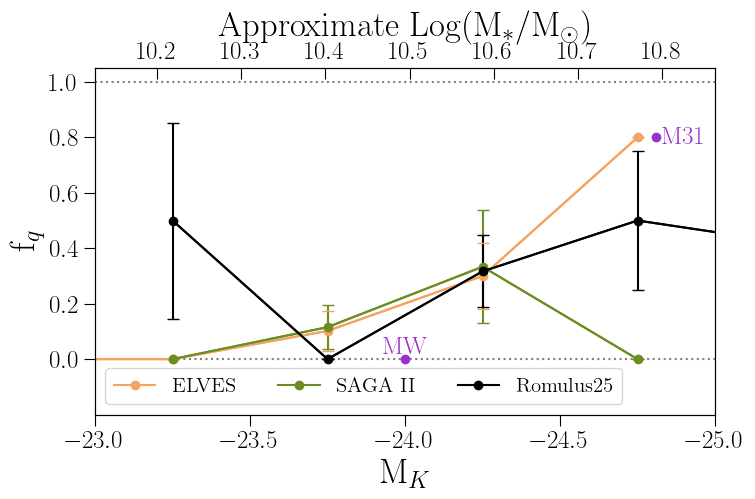 Approximate Log(M*/M⊙)
10.2 10.3 10.4 10.5 10.6 10.7 10.8
1.0
0.8
0.6
0.4
0.2
0.0
f_q
M31
MW
ELVES SAGA II Romulus25
−23.0 −23.5 −24.0 −24.5 −25.0
M_K